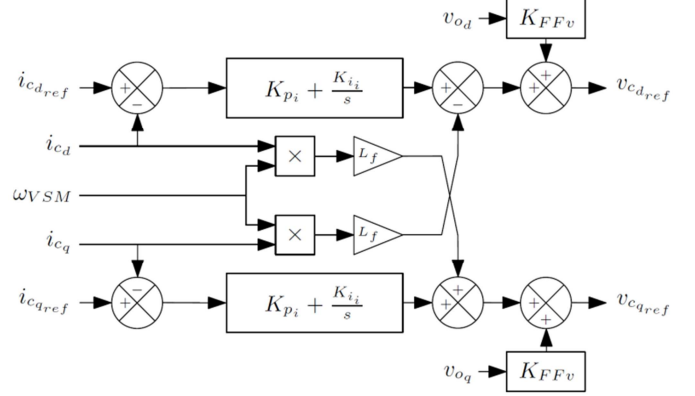 v_{o_d} K_{FFv}
i_{c_{d_{ref}}} + − K_{p_i} + \frac{K_{i_i}}{s} + − + + v_{c_{d_{ref}}}
i_{c_d} × L_f
ω_{VSM}
i_{c_q} × L_f
i_{c_{q_{ref}}} + − K_{p_i} + \frac{K_{i_i}}{s} + + + + v_{c_{q_{ref}}}
v_{o_q} K_{FFv}